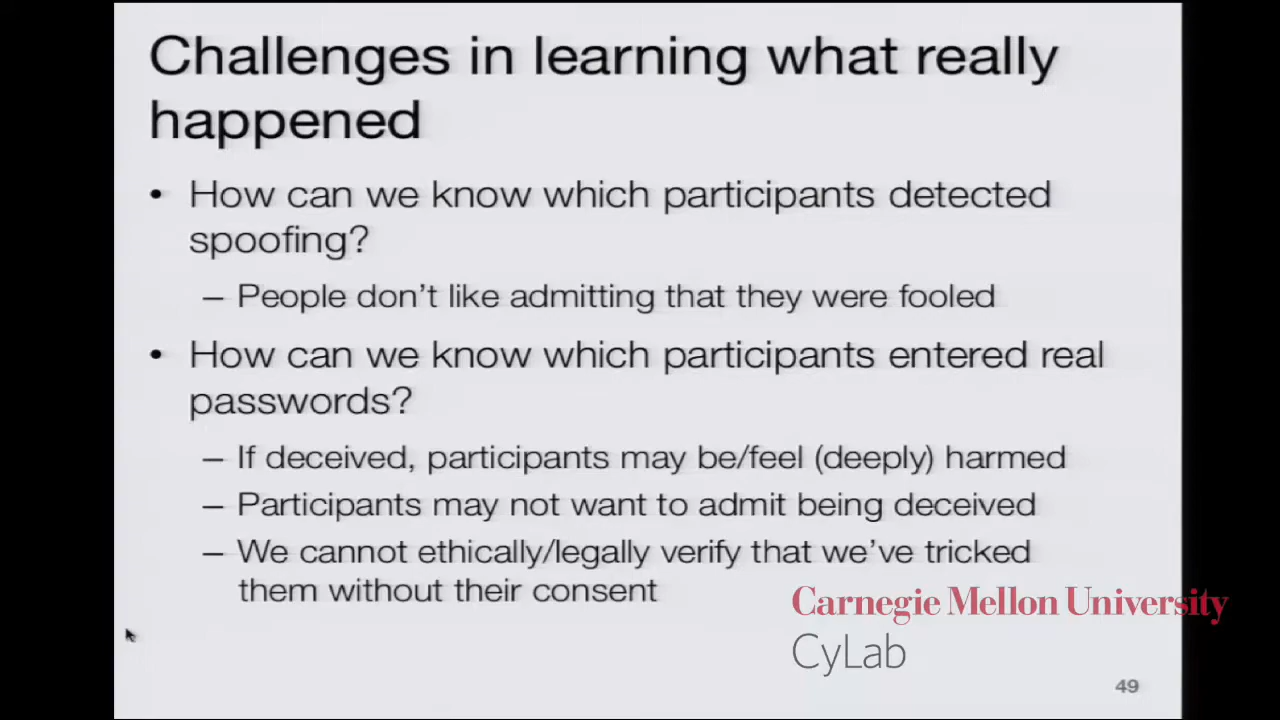 Challenges in learning what really
happened
• How can we know which participants detected
spoofing?
– People don't like admitting that they were fooled
• How can we know which participants entered real
passwords?
– If deceived, participants may be/feel (deeply) harmed
– Participants may not want to admit being deceived
– We cannot ethically/legally verify that we've tricked
them without their consent
Carnegie Mellon University
CyLab
49